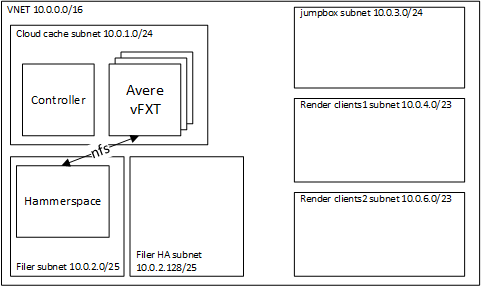 VNET 10.0.0.0/16
Cloud cache subnet 10.0.1.0/24
Controller
Avere
vFXT
nfs
Hammerspace
Filer subnet 10.0.2.0/25
Filer HA subnet
10.0.2.128/25
jumpbox subnet 10.0.3.0/24
Render clients1 subnet 10.0.4.0/23
Render clients2 subnet 10.0.6.0/23